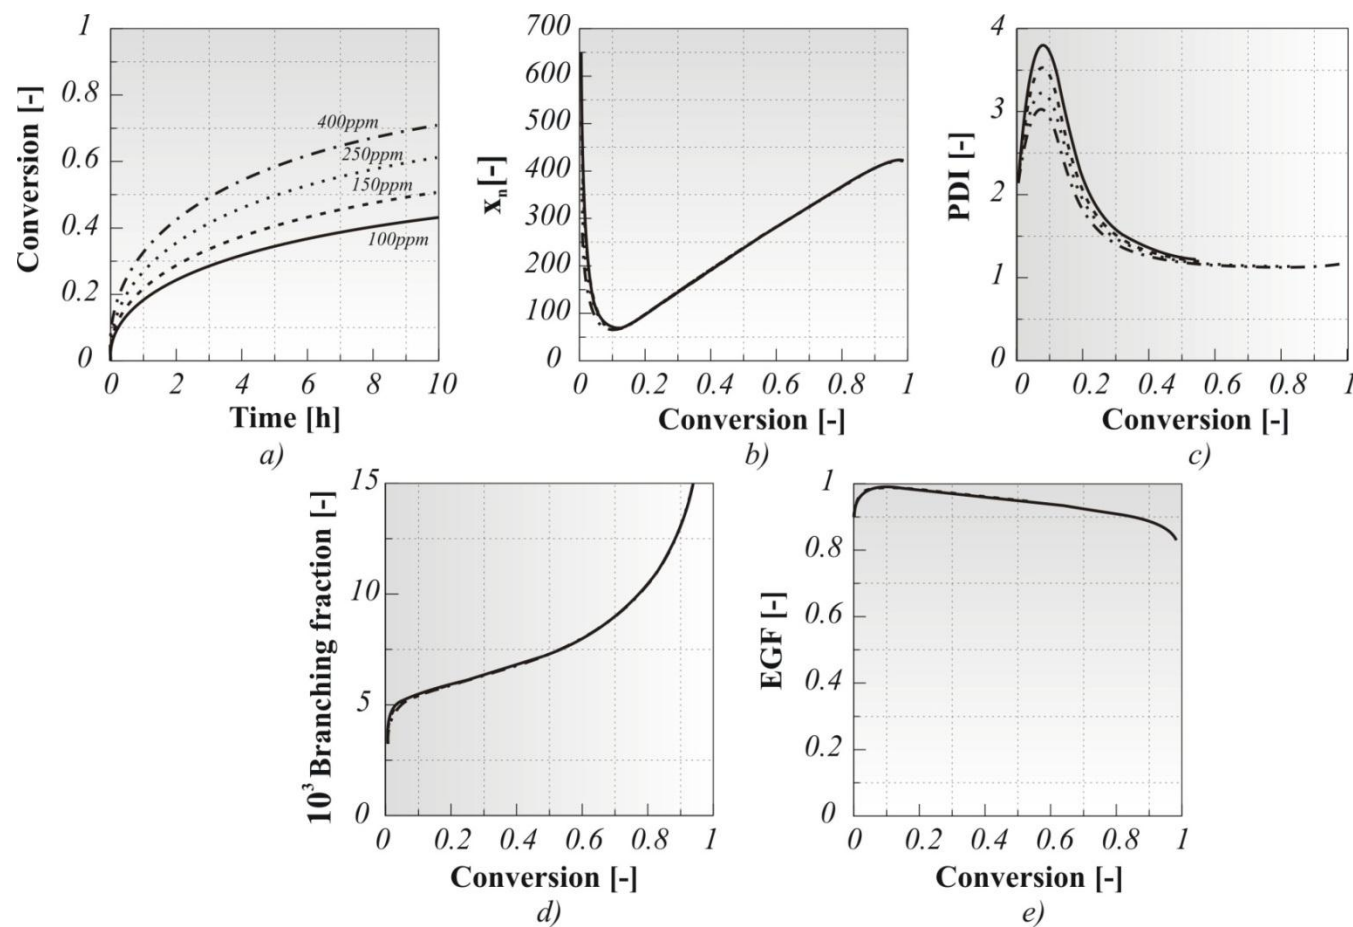 1
0.8
0.6
0.4
0.2
0
Conversion [-]
400ppm
250ppm
150ppm
100ppm
0 2 4 6 8 10
Time [h]
a)
700
650
600
500
400
300
200
100
0
xn[-]
0 0.2 0.4 0.6 0.8 1
Conversion [-]
b)
4
3
2
1
0
PDI [-]
0 0.2 0.4 0.6 0.8 1
Conversion [-]
c)
15
10
5
0
10³ Branching fraction [-]
0 0.2 0.4 0.6 0.8 1
Conversion [-]
d)
1
0.8
0.6
0.4
0.2
0
EGF [-]
0 0.2 0.4 0.6 0.8 1
Conversion [-]
e)